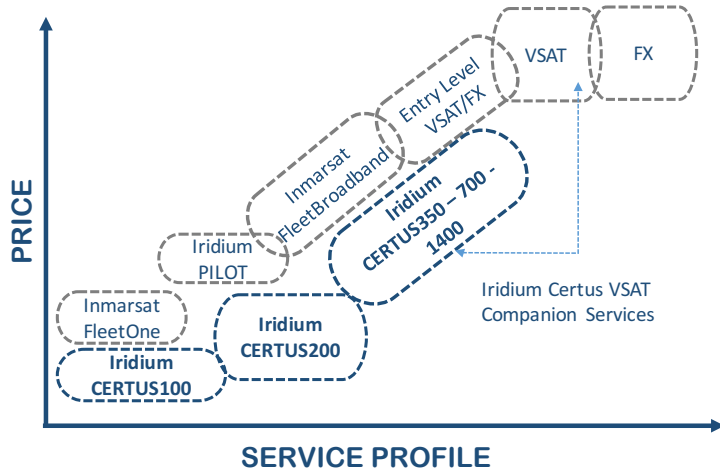 PRICE
VSAT
FX
Entry Level
VSAT/FX
Inmarsat
FleetBroadband
Iridium
CERTUS350 – 700 -
1400
Iridium
PILOT
Iridium Certus VSAT
Companion Services
Inmarsat
FleetOne
Iridium
CERTUS200
Iridium
CERTUS100
SERVICE PROFILE